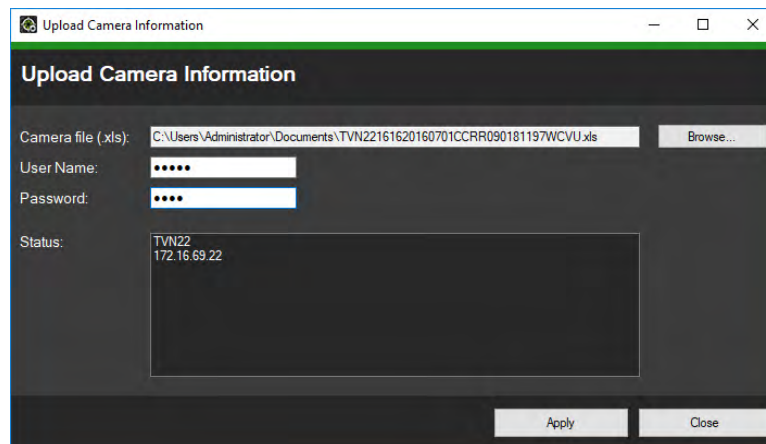 Upload Camera Information
Upload Camera Information
Camera file (.xls): C:\Users\Administrator\Documents\TVN22161620160701CCRR090181197WCVU.xls Browse...
User Name: •••••
Password: ••••
Status: TVN22
172.16.69.22
Apply Close